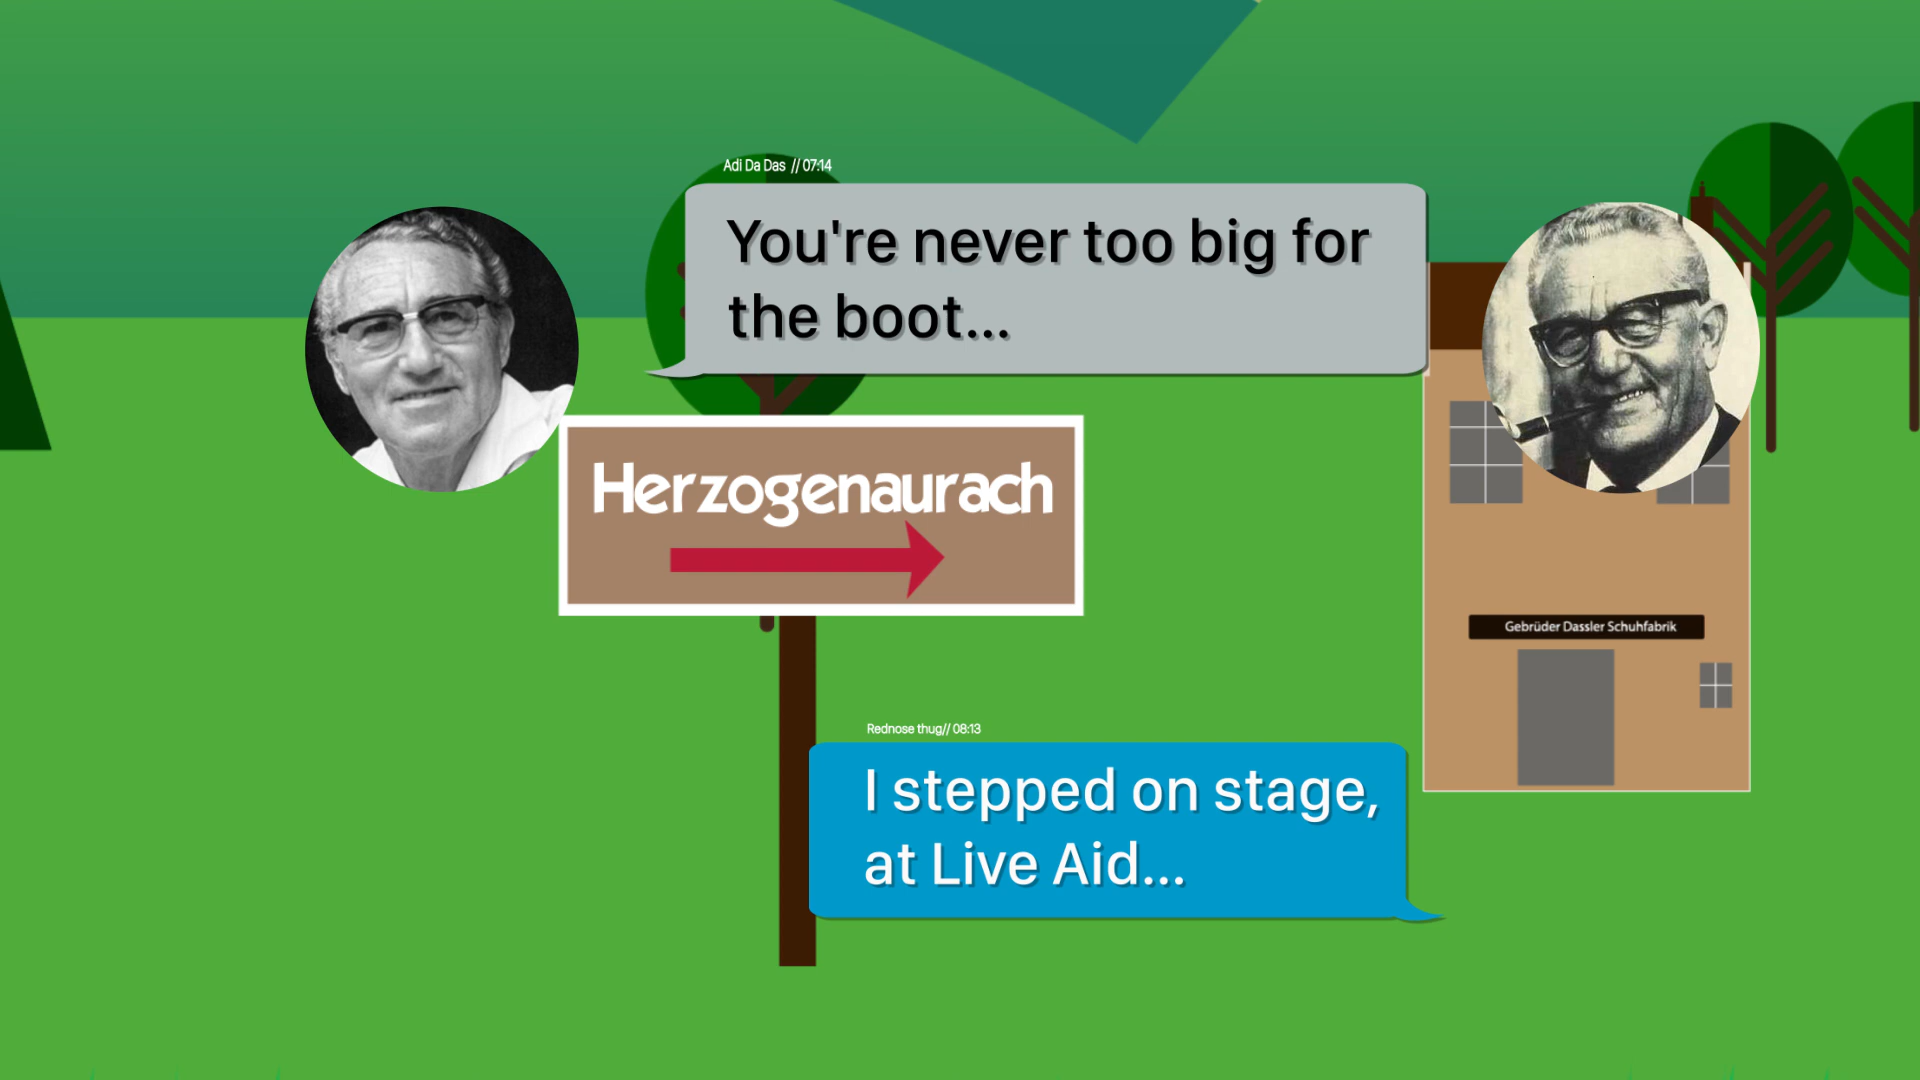 Adi Da Das // 07:14
You're never too big for
the boot...
Herzogenaurach
Gebrüder Dassler Schuhfabrik
Rednose thug// 08:13
I stepped on stage,
at Live Aid...